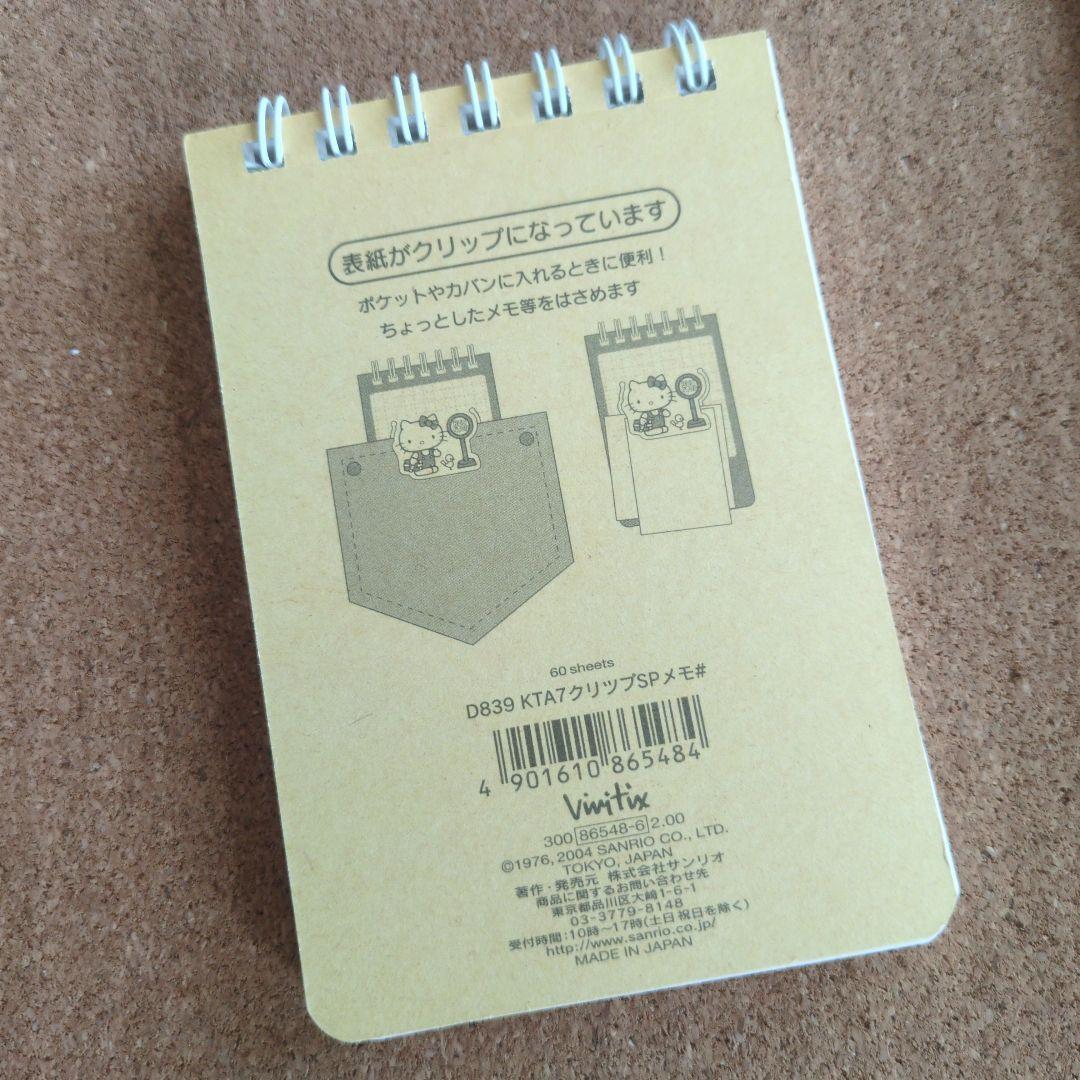 表紙がクリップになっています
ポケットやカバンに入れるときに便利！
ちょっとしたメモ等をはさめます
60 sheets
D839 KTA7クリツプSPメモ#
4 901610 865484
Vivitix
300 86548-6 2.00
©1976, 2004 SANRIO CO., LTD.
TOKYO, JAPAN
著作・発売元 株式会社サンリオ
商品に関するお問い合わせ先
東京都品川区大崎1-6-1
03-3779-8148
受付時間:10時〜17時(土日祝日を除く)
http://www.sanrio.co.jp/
MADE IN JAPAN